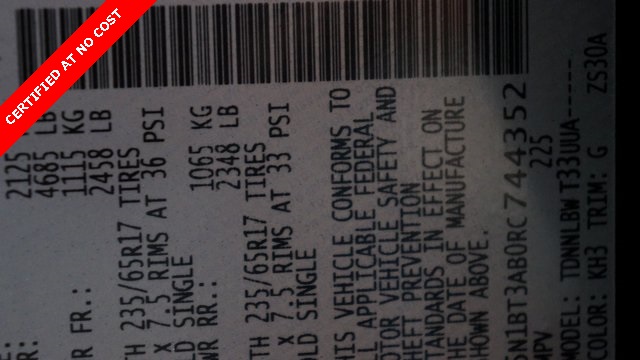 CERTIFIED AT NO COST
2125
4685 LB
R:
1115 KG
2458 LB
R FR.:
TH 235/65R17 TIRES
X 7.5 RIMS AT 36 PSI
LD SINGLE
1065 KG
2348 LB
WR RR.:
TH 235/65R17 TIRES
X 7.5 RIMS AT 33 PSI
LD SINGLE
HIS VEHICLE CONFORMS TO
L APPLICABLE FEDERAL
OTOR VEHICLE SAFETY AND
HEFT PREVENTION
TANDARDS IN EFFECT ON
HE DATE OF MANUFACTURE
HOWN ABOVE.
N1BT3AB0RC744352
PV 225
MODEL: TDNNLBW T33UUA-----
COLOR: KH3 TRIM: G ZS30A